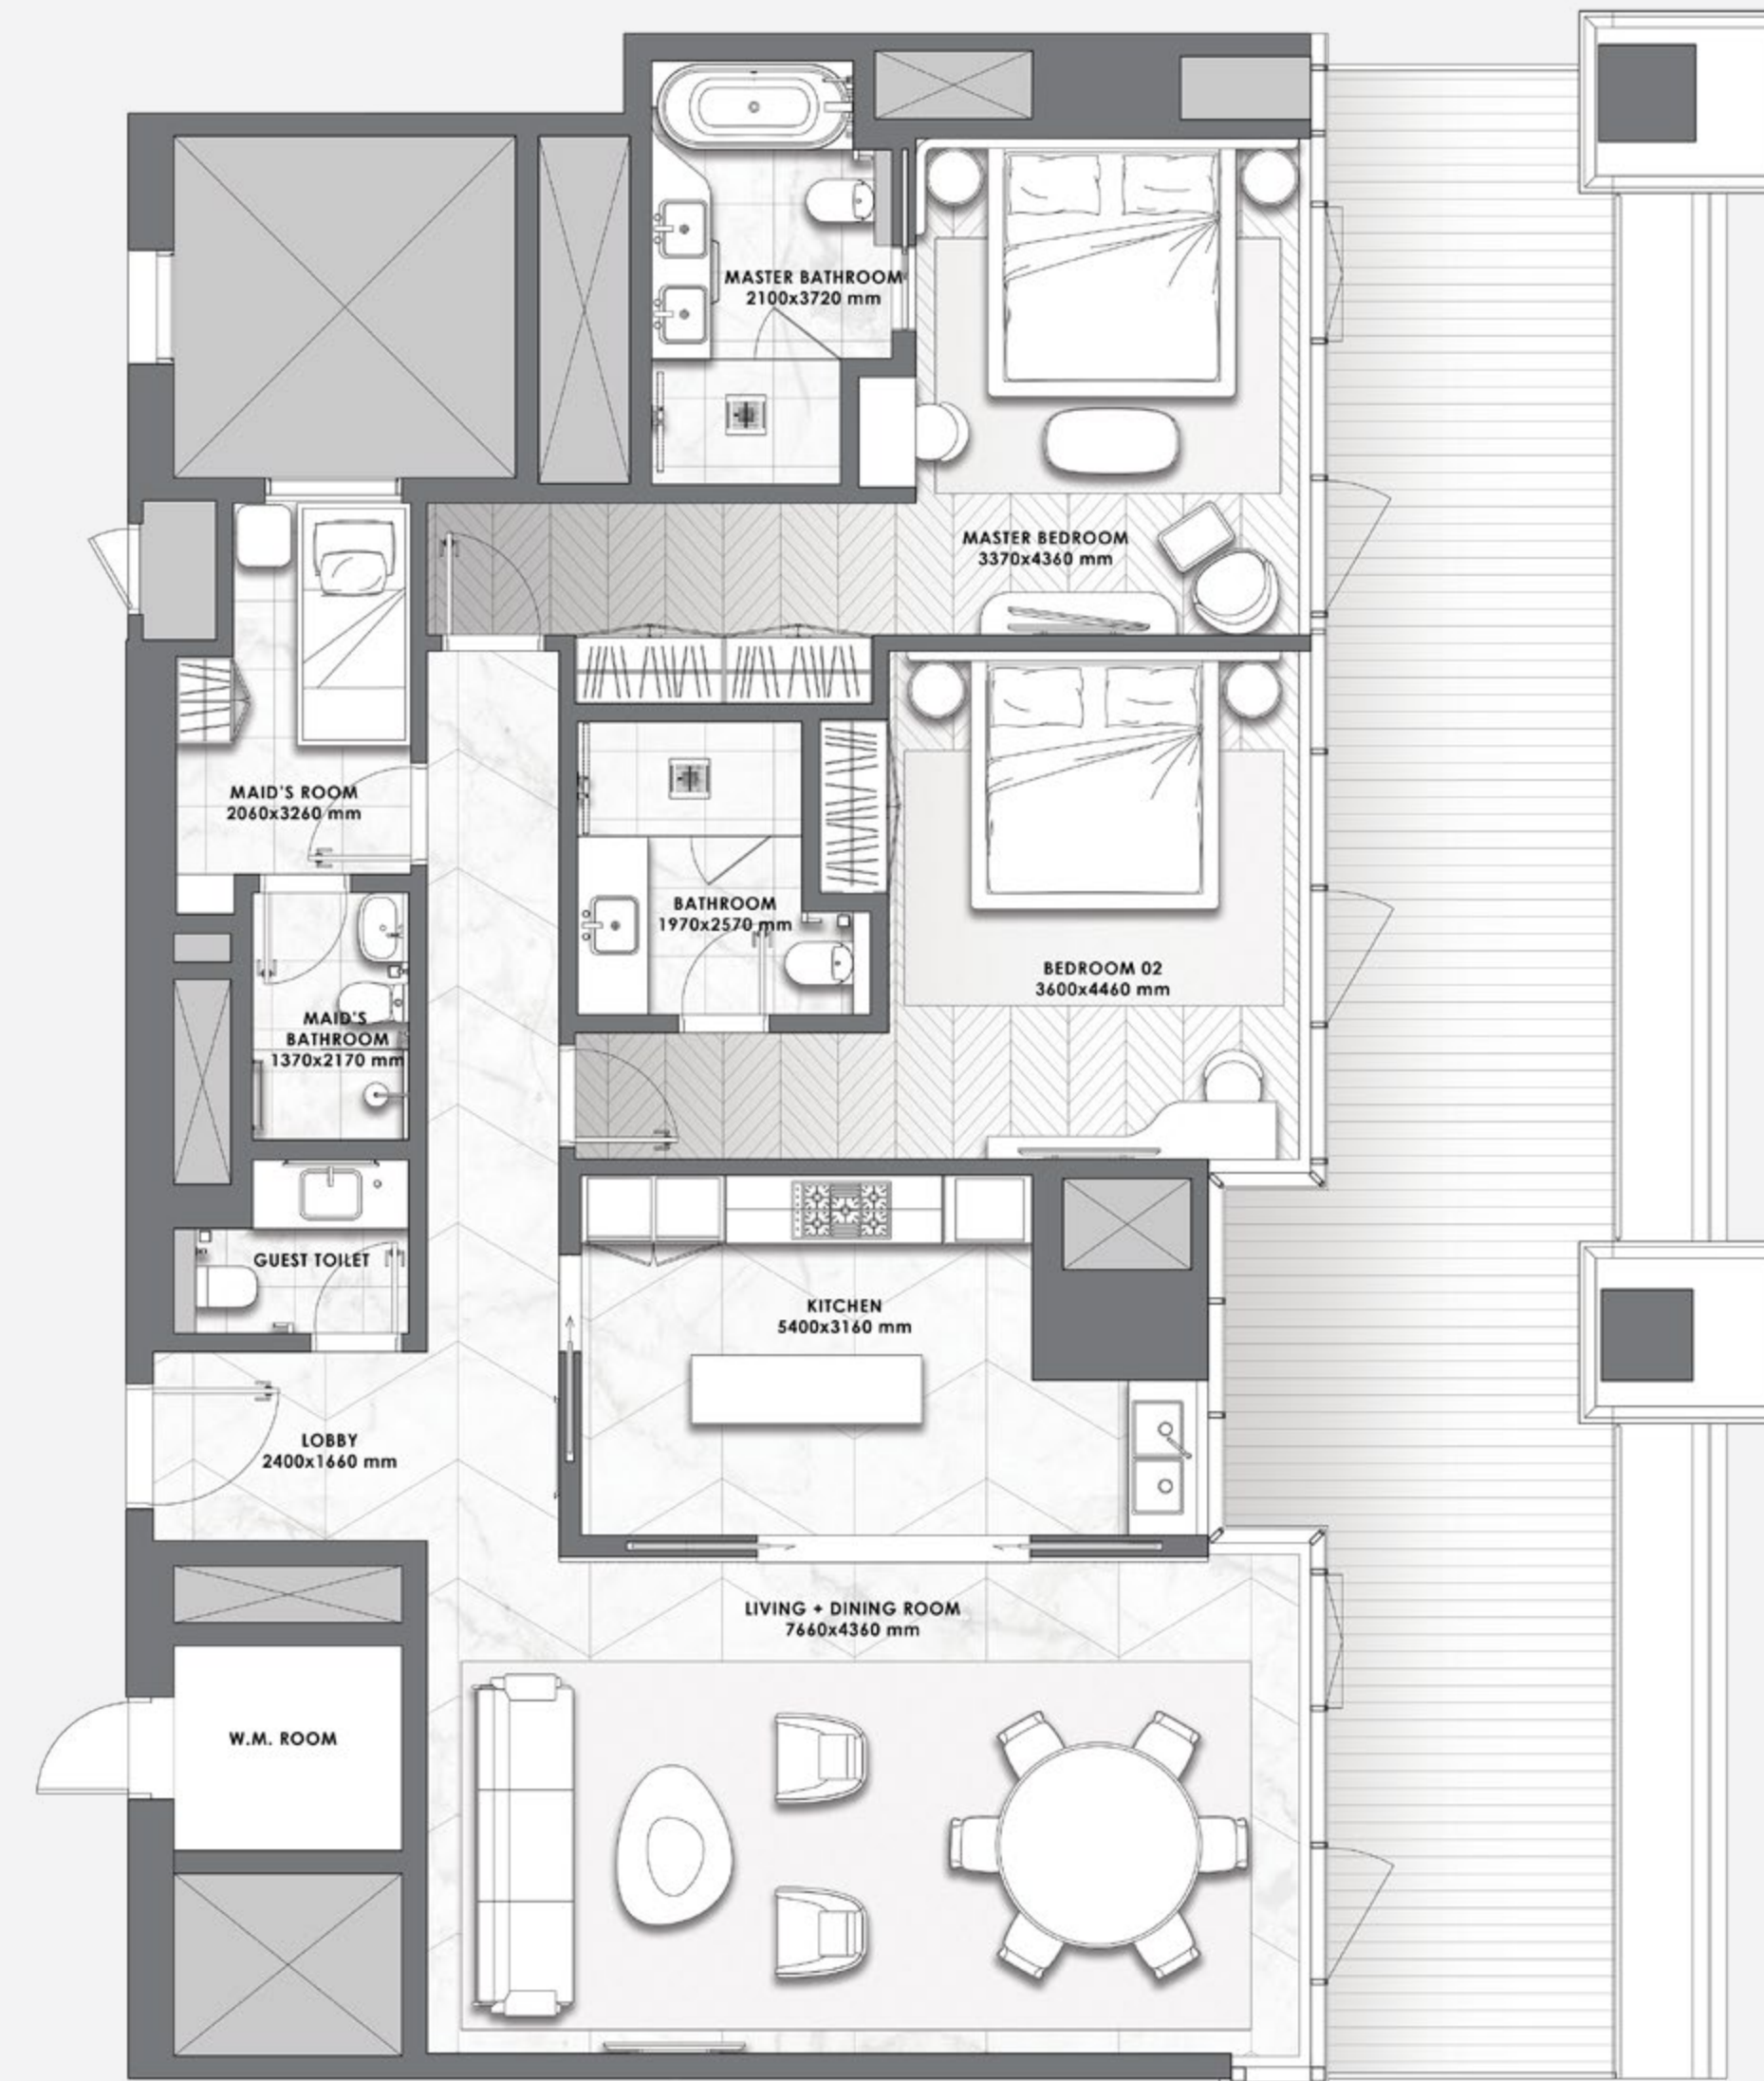 MASTER BATHROOM
2100x3720 mm
MASTER BEDROOM
3370x4360 mm
MAID'S ROOM
2060x3260 mm
BATHROOM
1970x2570 mm
BEDROOM 02
3600x4460 mm
MAID'S
BATHROOM
1370x2170 mm
GUEST TOILET
KITCHEN
5400x3160 mm
LOBBY
2400x1660 mm
LIVING + DINING ROOM
7660x4360 mm
W.M. ROOM